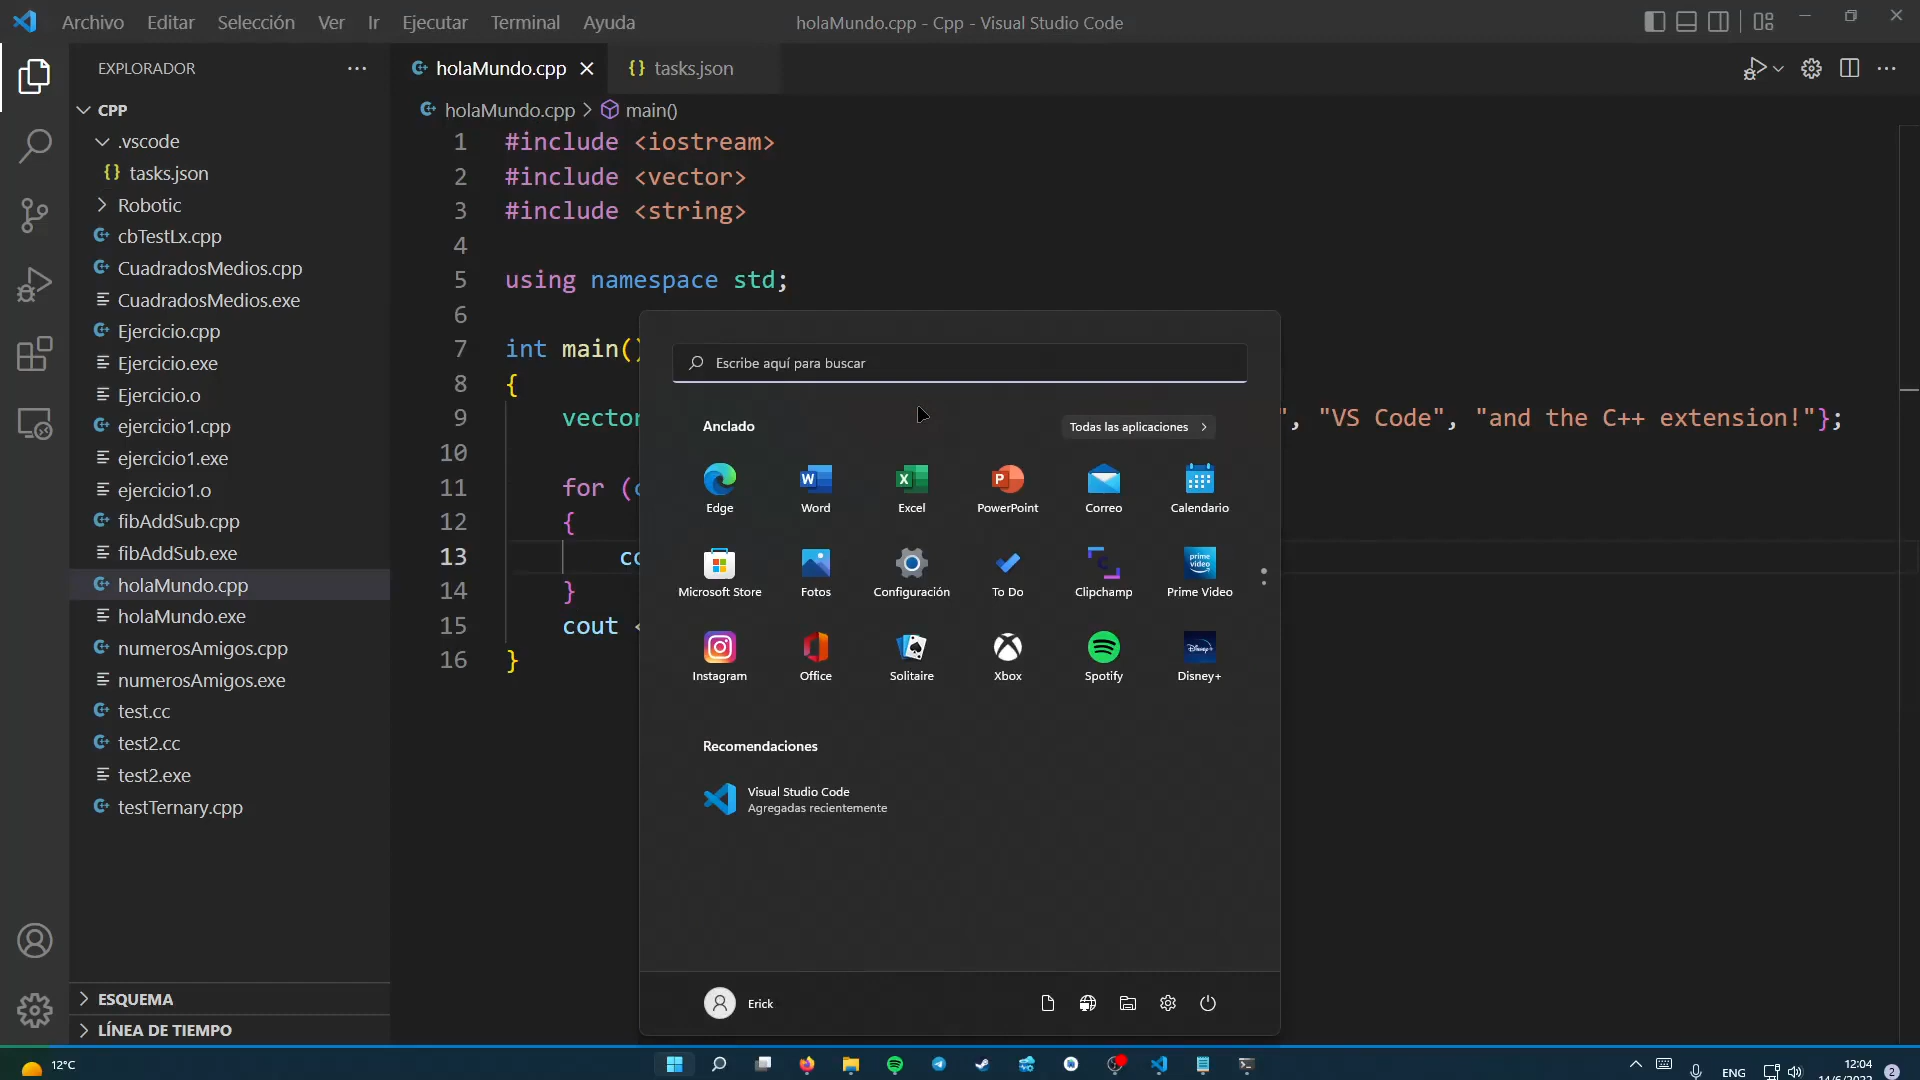 Archivo Editar Selección Ver Ir Ejecutar Terminal Ayuda
holaMundo.cpp - Cpp - Visual Studio Code
EXPLORADOR
holaMundo.cpp
{} tasks.json
holaMundo.cpp > main()
CPP
.vscode
{} tasks.json
Robotic
cbTestLx.cpp
CuadradosMedios.cpp
CuadradosMedios.exe
Ejercicio.cpp
Ejercicio.exe
Ejercicio.o
ejercicio1.cpp
ejercicio1.exe
ejercicio1.o
fibAddSub.cpp
fibAddSub.exe
holaMundo.cpp
holaMundo.exe
numerosAmigos.cpp
numerosAmigos.exe
test.cc
test2.cc
test2.exe
testTernary.cpp
ESQUEMA
LÍNEA DE TIEMPO
1 #include <iostream>
2 #include <vector>
3 #include <string>
4
5 using namespace std;
6
7 int main()
8 {
9 vector ", "VS Code", "and the C++ extension!"};
10
11 for (
12 {
13 co
14 }
15 cout <
16 }
Escribe aquí para buscar
Anclado
Todas las aplicaciones >
Edge Word Excel PowerPoint Correo Calendario
Microsoft Store Fotos Configuración To Do Clipchamp prime video Prime Video
Instagram Office Solitaire Xbox Spotify Disney+ Disney+
Recomendaciones
Visual Studio Code
Agregadas recientemente
Erick
12°C
ENG
12:04
2